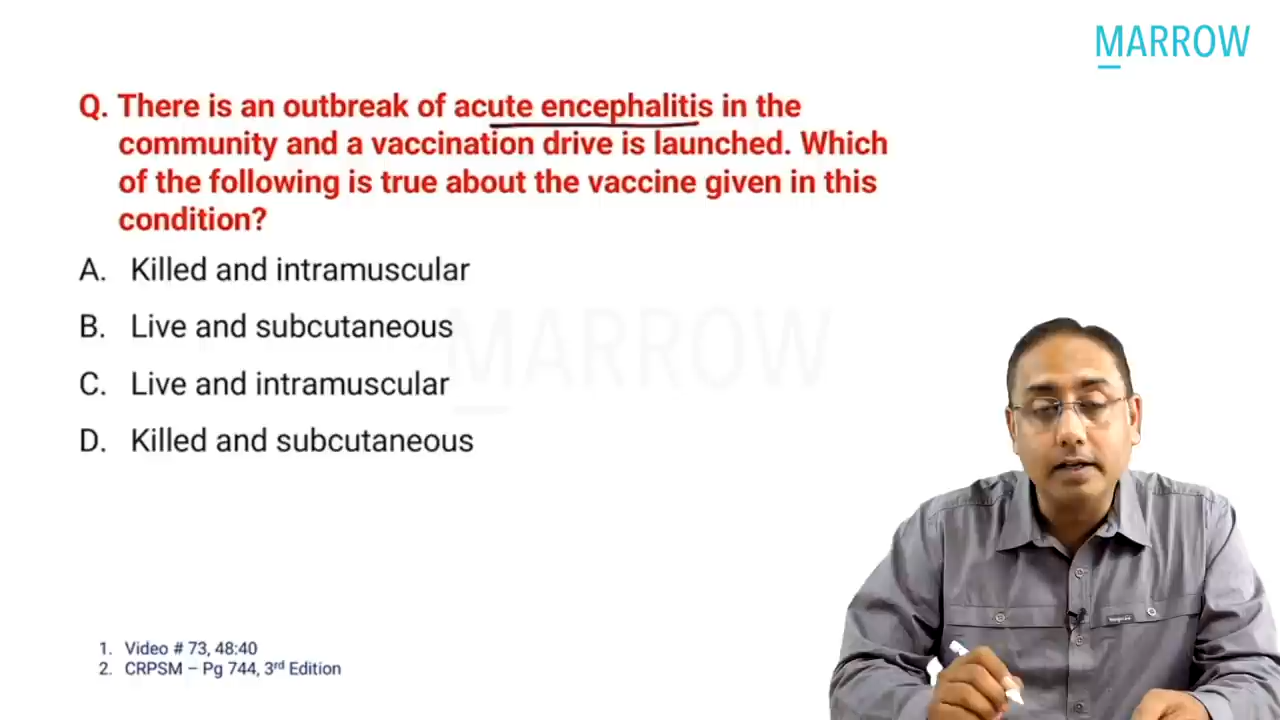 MARROW
Q. There is an outbreak of acute encephalitis in the
community and a vaccination drive is launched. Which
of the following is true about the vaccine given in this
condition?
A. Killed and intramuscular
B. Live and subcutaneous
MARROW
C. Live and intramuscular
D. Killed and subcutaneous
1. Video # 73, 48:40
2. CRPSM – Pg 744, 3rd Edition